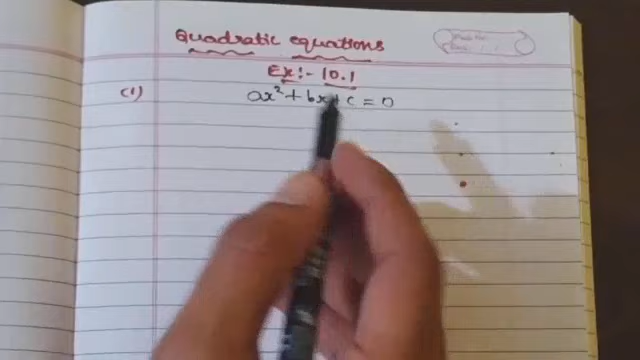 Quadratic equations
Ex:- 10.1
(1) ax² + bx + c = 0